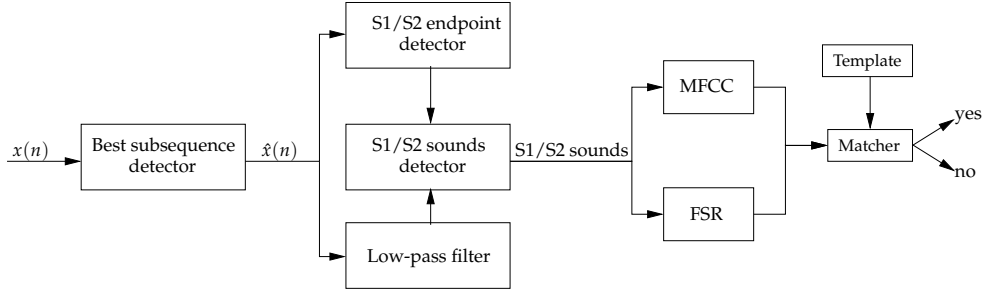 x(n)
Best subsequence
detector
x̂(n)
S1/S2 endpoint
detector
S1/S2 sounds
detector
Low-pass filter
S1/S2 sounds
MFCC
FSR
Template
Matcher
yes
no